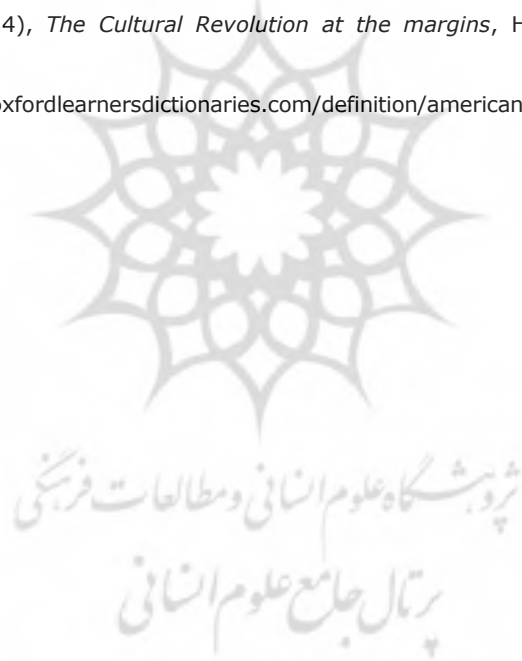 4), The Cultural Revolution at the margins, H
xfordlearnersdictionaries.com/definition/american
پژوهشگاه علوم انسانی و مطالعات فرهنگی
پرتال جامع علوم انسانی